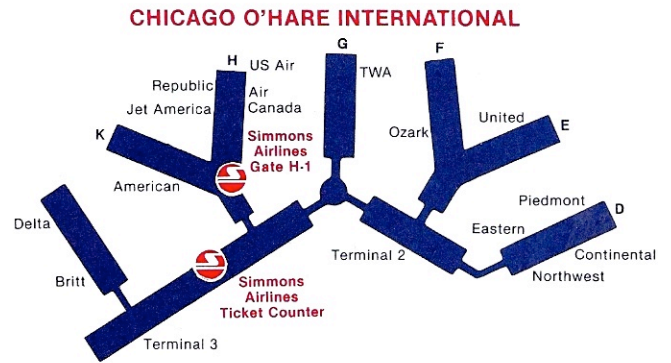 CHICAGO O'HARE INTERNATIONAL
G
F
H
US Air
TWA
Republic
Air
Canada
Jet America
K
Simmons
Airlines
Gate H-1
Ozark
United
E
American
Delta
Piedmont
D
Eastern
Terminal 2
Continental
Britt
Simmons
Airlines
Ticket Counter
Northwest
Terminal 3